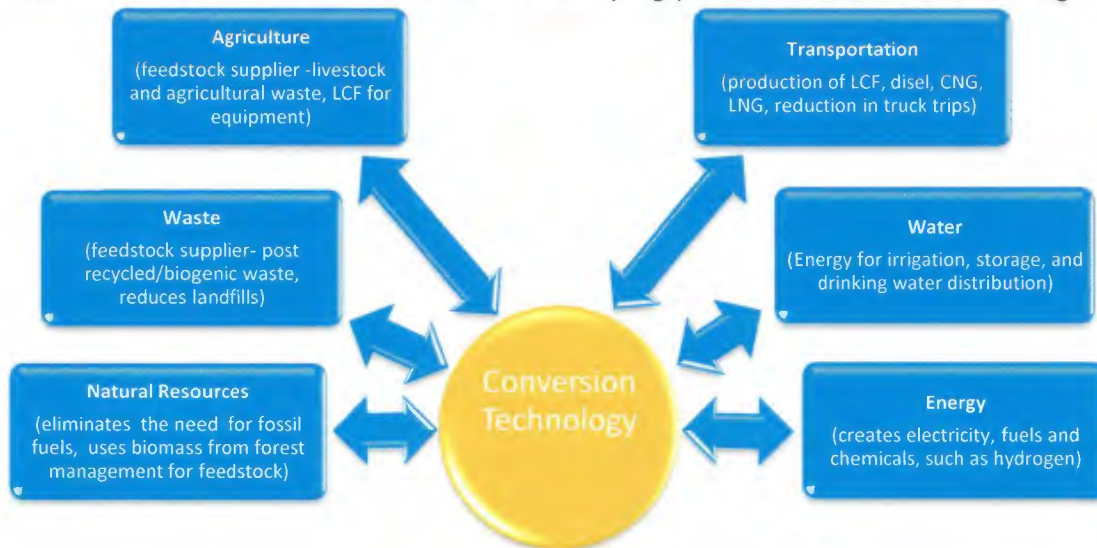 Agriculture
(feedstock supplier -livestock
and agricultural waste, LCF for
equipment)
Transportation
(production of LCF, disel, CNG,
LNG, reduction in truck trips)
Waste
(feedstock supplier- post
recycled/biogenic waste,
reduces landfills)
Water
(Energy for irrigation, storage, and
drinking water distribution)
Natural Resources
(eliminates the need for fossil
fuels, uses biomass from forest
management for feedstock)
Conversion
Technology
Energy
(creates electricity, fuels and
chemicals, such as hydrogen)